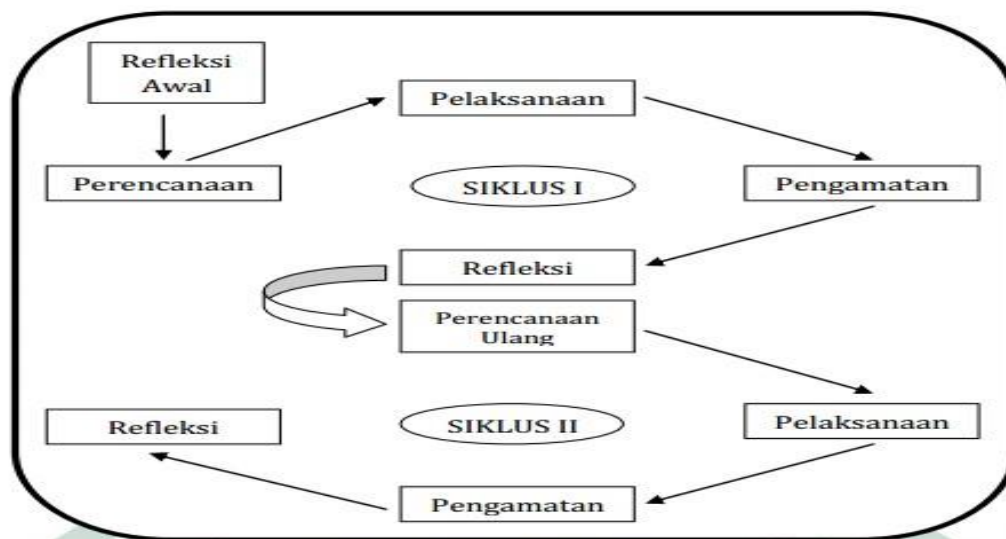 Refleksi
Awal
Pelaksanaan
Perencanaan
SIKLUS I
Pengamatan
Refleksi
Perencanaan
Ulang
Refleksi
SIKLUS II
Pelaksanaan
Pengamatan